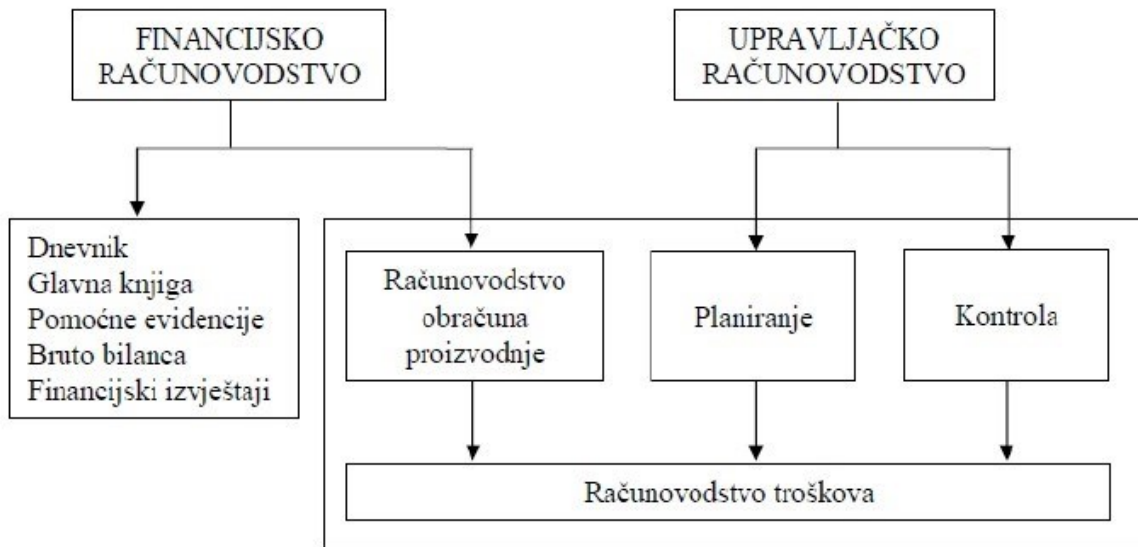 FINANCIJSKO
RAČUNOVODSTVO
UPRAVLJAČKO
RAČUNOVODSTVO
Dnevnik
Glavna knjiga
Pomoćne evidencije
Bruto bilanca
Financijski izvještaji
Računovodstvo
obračuna
proizvodnje
Planiranje
Kontrola
Računovodstvo troškova